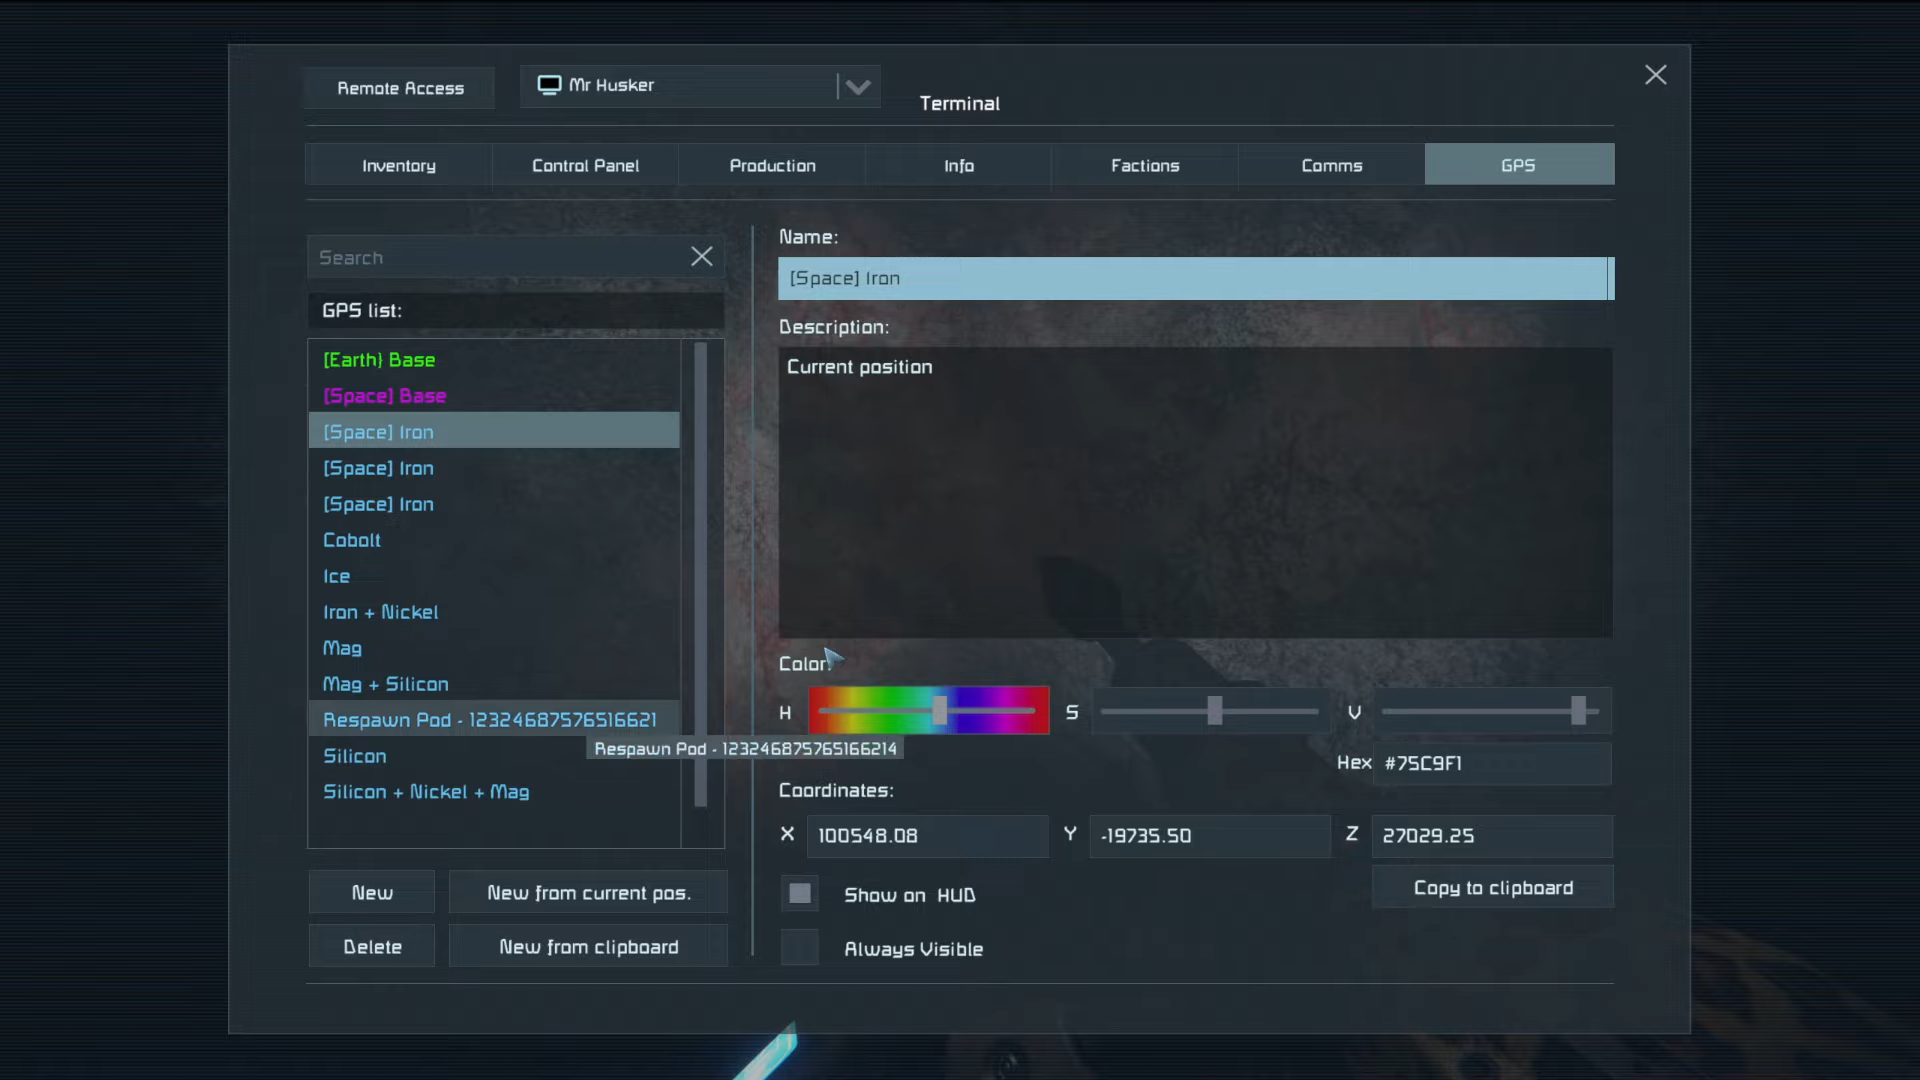 Remote Access
Mr Husker
Terminal
Inventory
Control Panel
Production
Info
Factions
Comms
GPS
Search
GPS list:
[Earth} Base
[Space] Base
[Space] Iron
[Space] Iron
[Space] Iron
Cobolt
Ice
Iron + Nickel
Mag
Mag + Silicon
Respawn Pod - 12324687576516621
Respawn Pod - 123246875765166214
Silicon
Silicon + Nickel + Mag
New
New from current pos.
Delete
New from clipboard
Name:
[Space] Iron
Description:
Current position
Color:
H
S
V
Hex #75C9F1
Coordinates:
X 100548.08
Y -19735.50
Z 27029.25
Show on HUD
Copy to clipboard
Always Visible